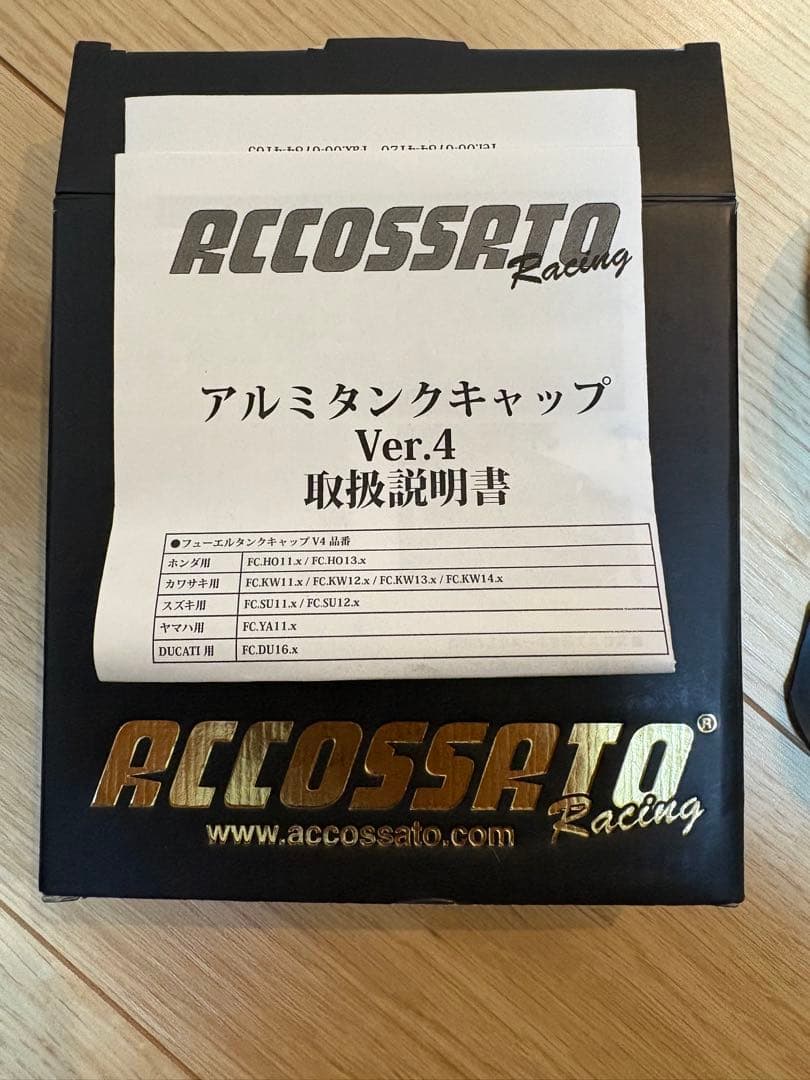 ACCOSSATO
Racing
アルミタンクキャップ
Ver.4
取扱説明書
●フューエルタンクキャップ V4 品番
ホンダ用 FC.HO11.x / FC.HO13.x
カワサキ用 FC.KW11.x / FC.KW12.x / FC.KW13.x / FC.KW14.x
スズキ用 FC.SU11.x / FC.SU12.x
ヤマハ用 FC.YA11.x
DUCATI 用 FC.DU16.x
ACCOSSATO®
Racing
www.accossato.com